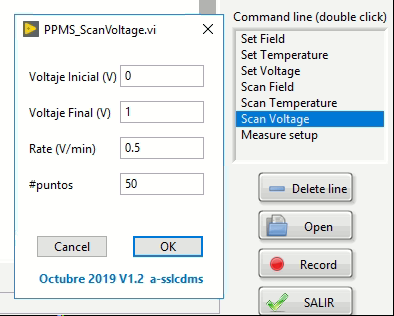 PPMS_ScanVoltage.vi
Voltaje Inicial (V) 0
Voltaje Final (V) 1
Rate (V/min) 0.5
#puntos 50
Cancel OK
Octubre 2019 V1.2 a-sslcdms
Command line (double click)
Set Field
Set Temperature
Set Voltage
Scan Field
Scan Temperature
Scan Voltage
Measure setup
Delete line
Open
Record
SALIR